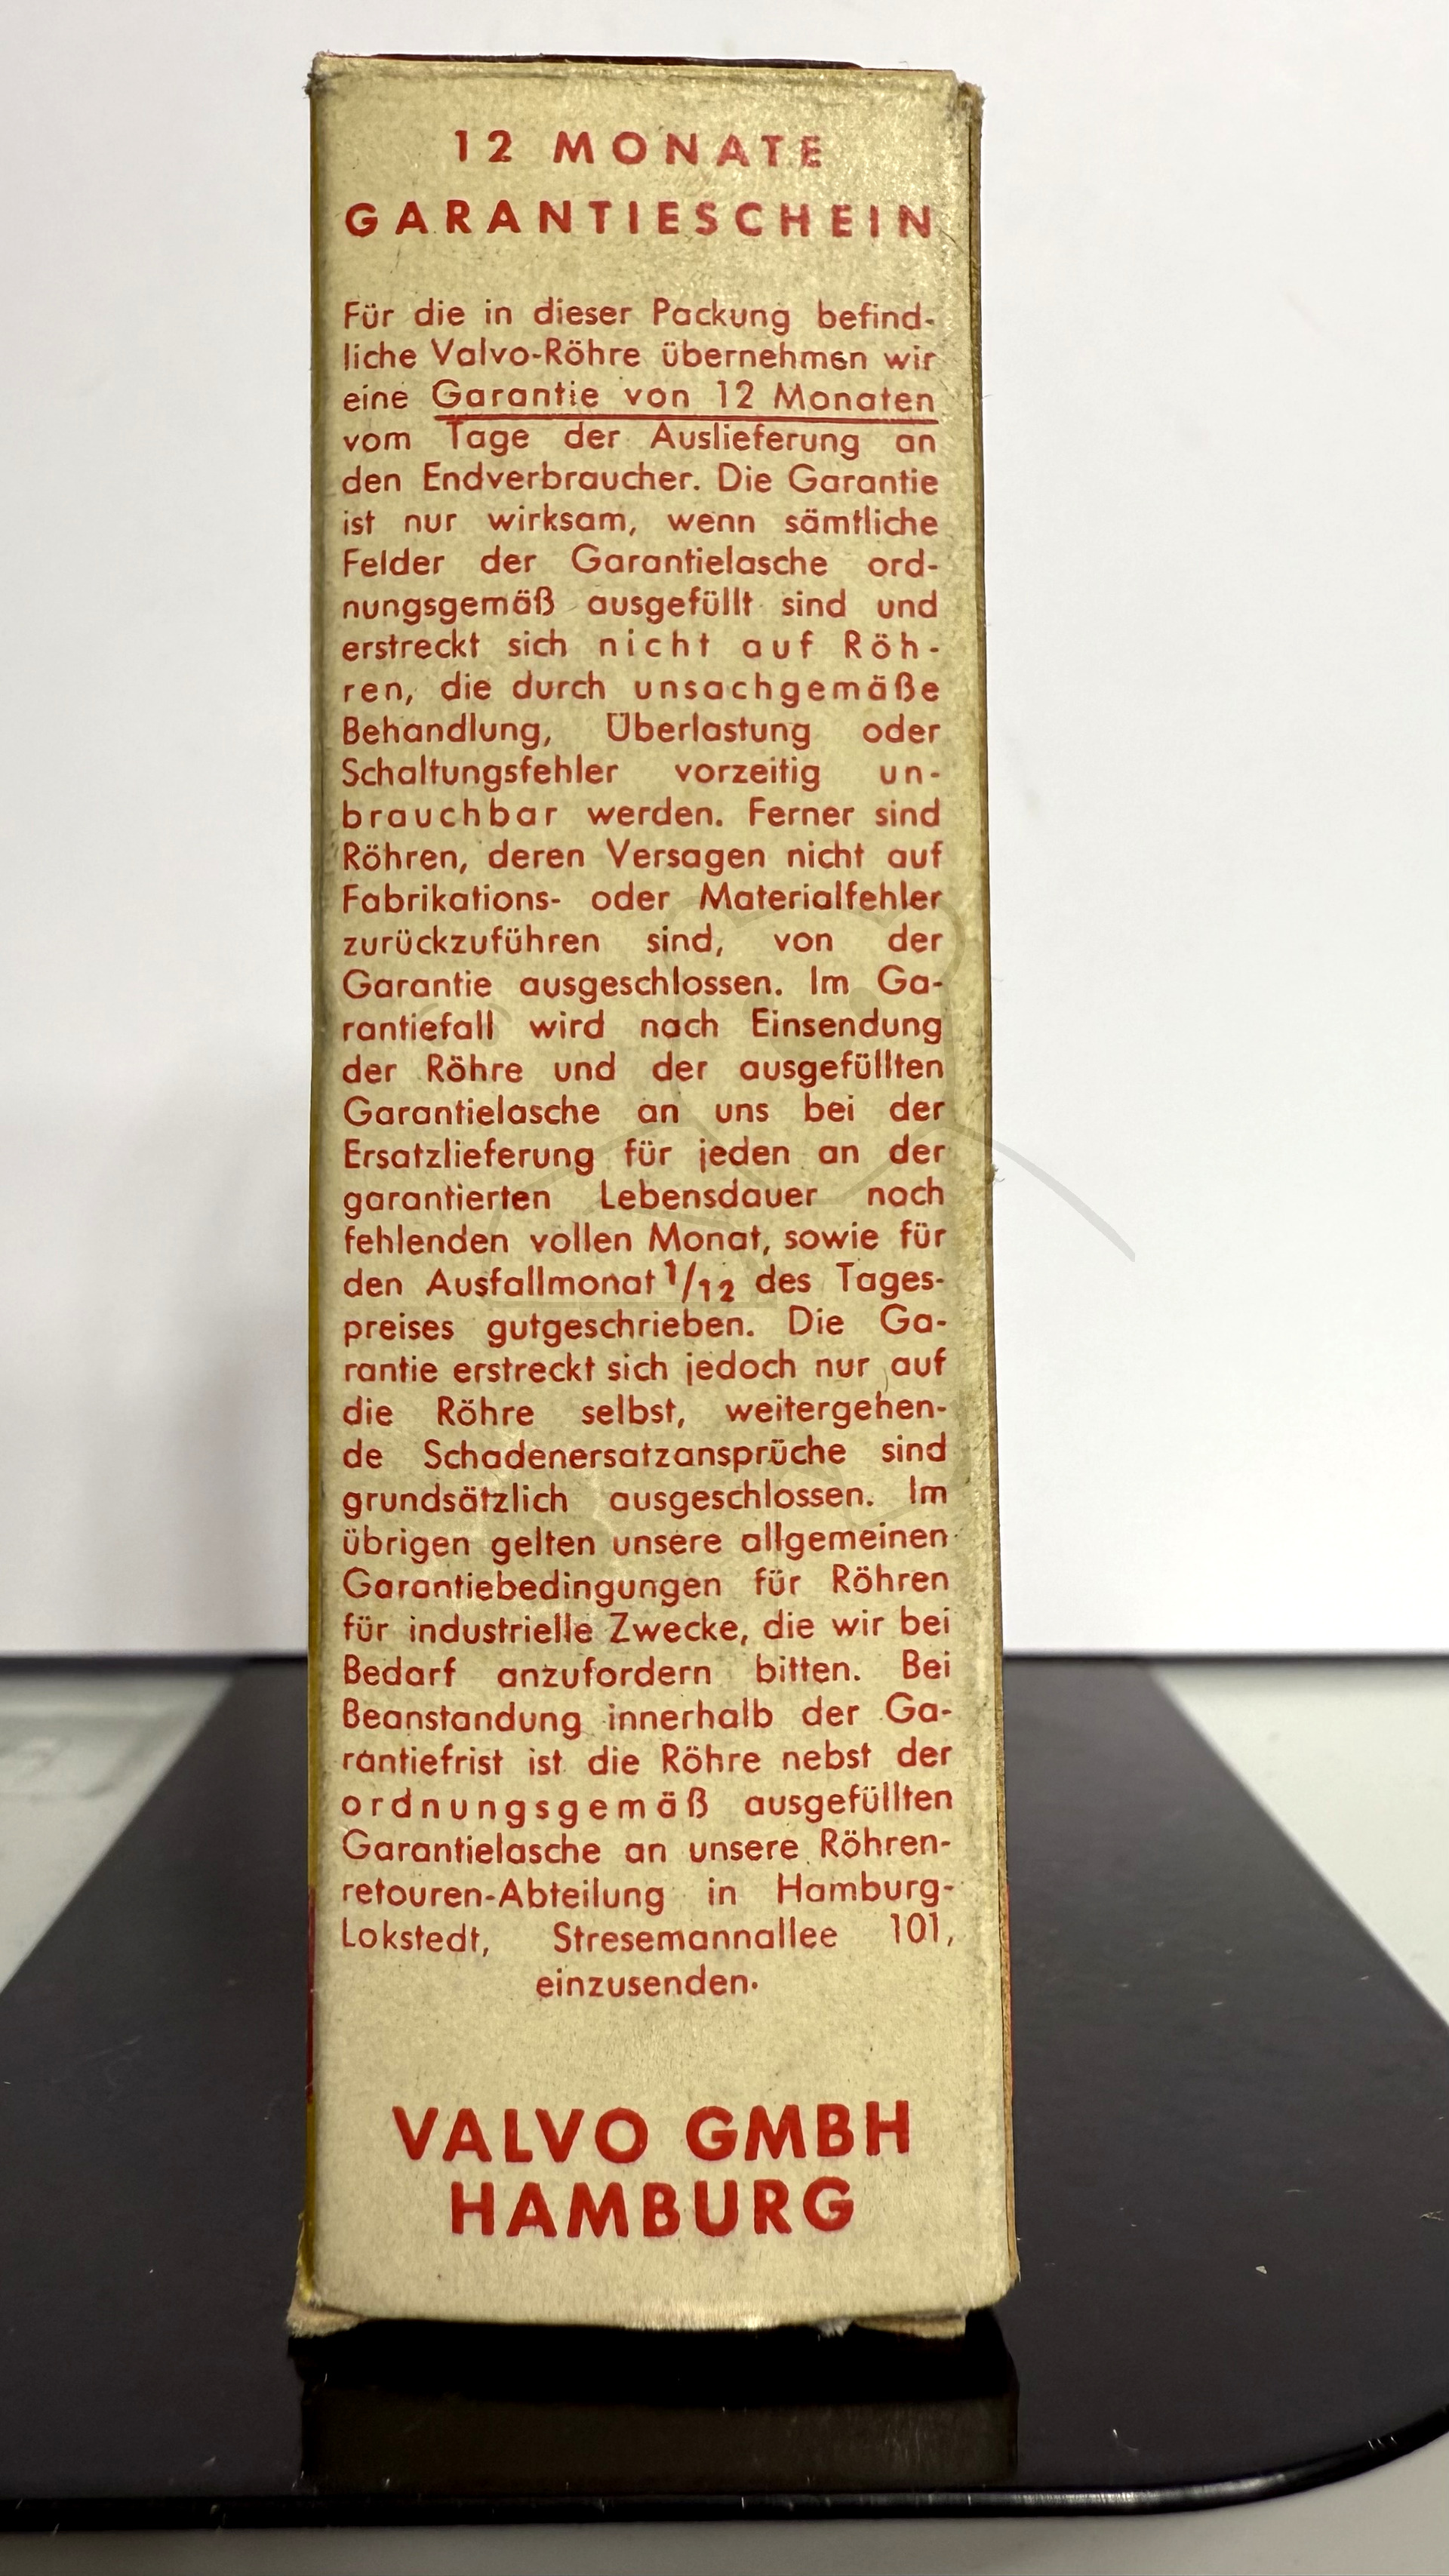 12 MONATE
GARANTIESCHEIN
Für die in dieser Packung befind-
liche Valvo-Röhre übernehmen wir
eine Garantie von 12 Monaten
vom Tage der Auslieferung an
den Endverbraucher. Die Garantie
ist nur wirksam, wenn sämtliche
Felder der Garantielasche ord-
nungsgemäß ausgefüllt sind und
erstreckt sich nicht auf Röh-
ren, die durch unsachgemäße
Behandlung, Überlastung oder
Schaltungsfehler vorzeitig un-
brauchbar werden. Ferner sind
Röhren, deren Versagen nicht auf
Fabrikations- oder Materialfehler
zurückzuführen sind, von der
Garantie ausgeschlossen. Im Ga-
rantiefall wird nach Einsendung
der Röhre und der ausgefüllten
Garantielasche an uns bei der
Ersatzlieferung für jeden an der
garantierten Lebensdauer noch
fehlenden vollen Monat, sowie für
den Ausfallmonat 1/12 des Tages-
preises gutgeschrieben. Die Ga-
rantie erstreckt sich jedoch nur auf
die Röhre selbst, weitergehen-
de Schadenersatzansprüche sind
grundsätzlich ausgeschlossen. Im
übrigen gelten unsere allgemeinen
Garantiebedingungen für Röhren
für industrielle Zwecke, die wir bei
Bedarf anzufordern bitten. Bei
Beanstandung innerhalb der Ga-
rantiefrist ist die Röhre nebst der
ordnungsgemäß ausgefüllten
Garantielasche an unsere Röhren-
retouren-Abteilung in Hamburg-
Lokstedt, Stresemannallee 101,
einzusenden.
VALVO GMBH
HAMBURG